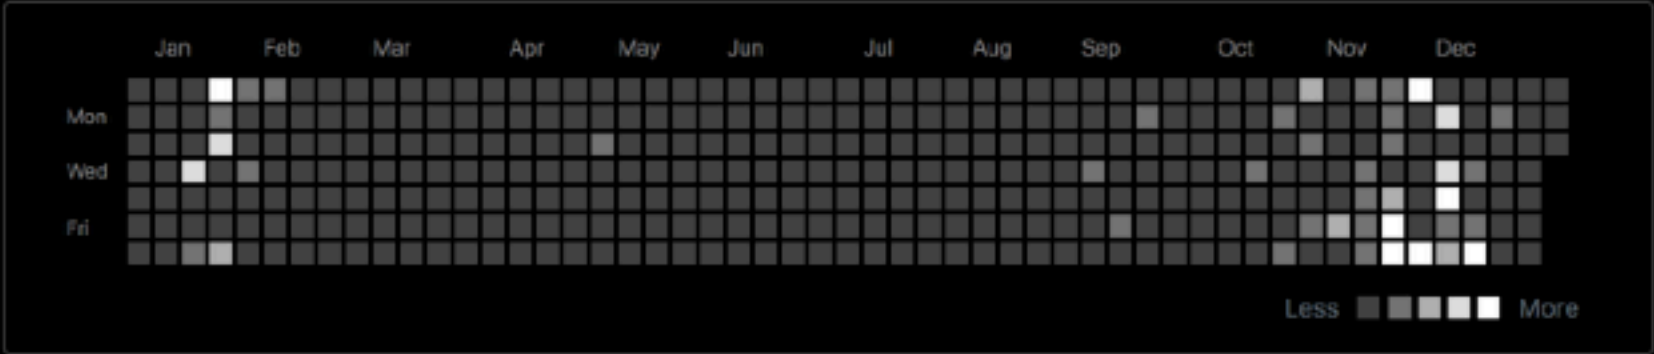 Jan Feb Mar Apr May Jun Jul Aug Sep Oct Nov Dec
Mon
Wed
Fri
Less More